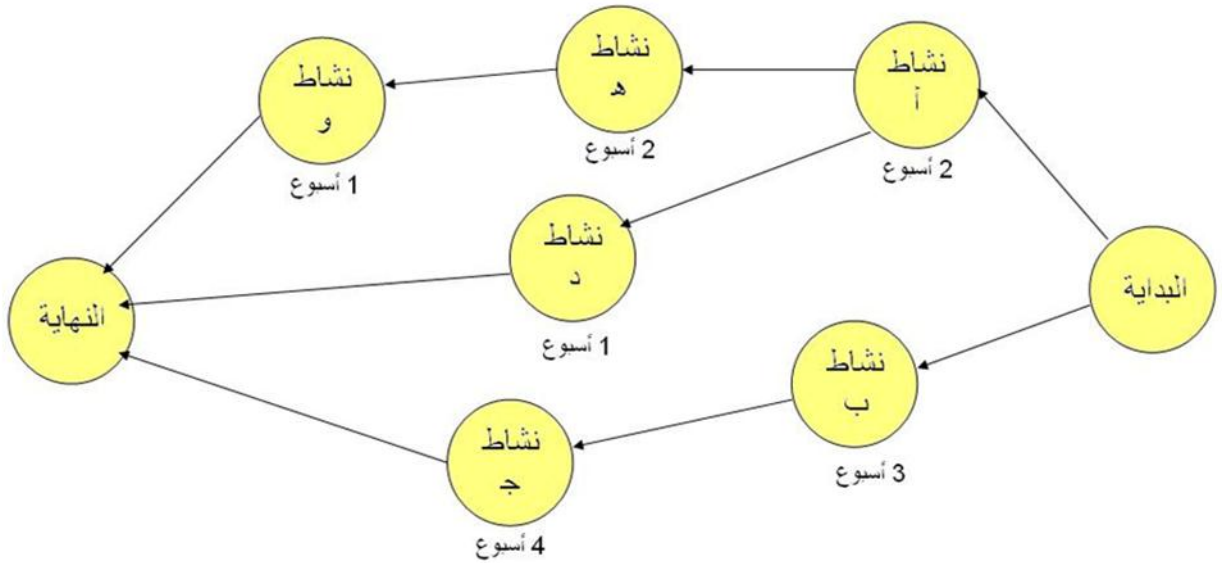 نشاط
أ
2 أسبوع
نشاط
ه
2 أسبوع
نشاط
و
1 أسبوع
البداية
نشاط
د
1 أسبوع
النهاية
نشاط
ب
3 أسبوع
نشاط
ج
4 أسبوع